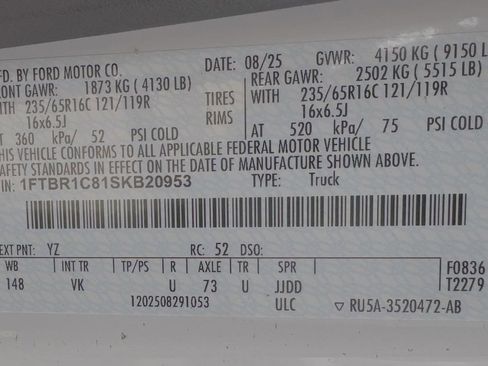 MFD. BY FORD MOTOR CO. DATE: 08/25 GVWR: 4150 KG ( 9150 LB
FRONT GAWR: 1873 KG ( 4130 LB) REAR GAWR: 2502 KG ( 5515 LB)
WITH 235/65R16C 121/119R TIRES WITH 235/65R16C 121/119R
16x6.5J RIMS 16x6.5J
AT 360 kPa/ 52 PSI COLD AT 520 kPa/ 75 PSI COLD
THIS VEHICLE CONFORMS TO ALL APPLICABLE FEDERAL MOTOR VEHICLE
SAFETY STANDARDS IN EFFECT ON THE DATE OF MANUFACTURE SHOWN ABOVE.
VIN: 1FTBR1C81SKB20953 TYPE: Truck
EXT PNT: YZ RC: 52 DSO:
WB INT TR TP/PS R AXLE TR SPR F0836
148 VK U 73 U JJDD T2279
1202508291053 ULC ▽ RU5A-3520472-AB